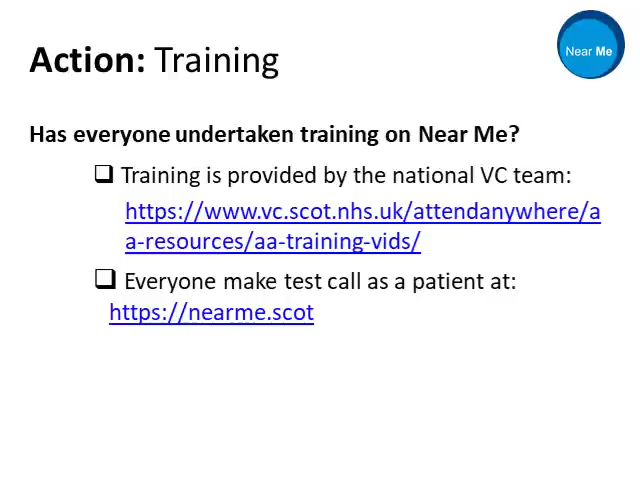 Near Me
Action: Training
Has everyone undertaken training on Near Me?
❑ Training is provided by the national VC team:
https://www.vc.scot.nhs.uk/attendanywhere/a
a-resources/aa-training-vids/
❑ Everyone make test call as a patient at:
https://nearme.scot